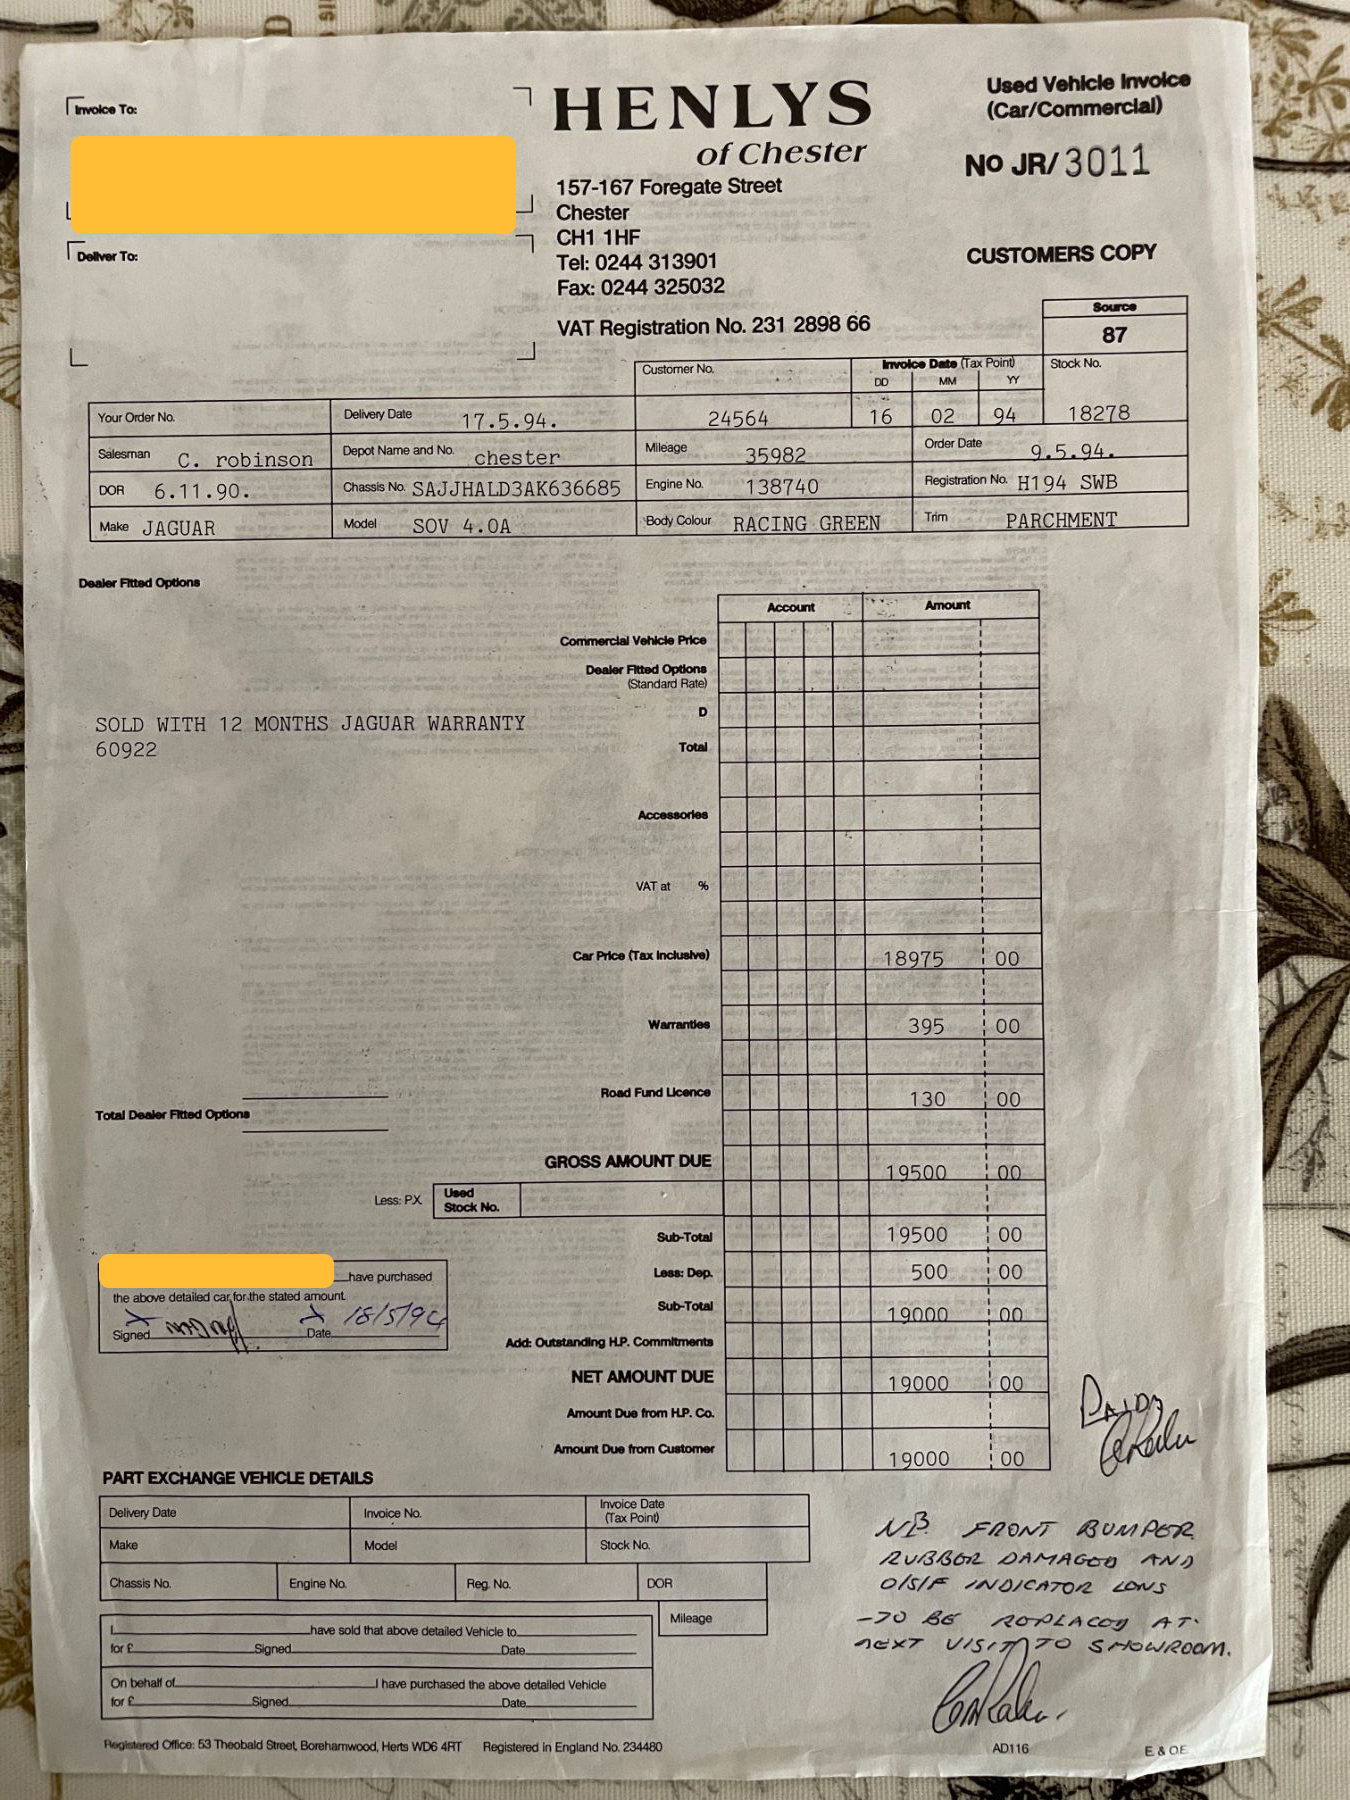 Invoice To:
HENLYS
of Chester
157-167 Foregate Street
Chester
CH1 1HF
Tel: 0244 313901
Fax: 0244 325032
VAT Registration No. 231 2898 66
Used Vehicle Invoice
(Car/Commercial)
No JR/3011
CUSTOMERS COPY
Deliver To:
Source
87
Customer No.
24564
Invoice Date (Tax Point)
DD MM YY
16 02 94
Stock No.
18278
Your Order No.
Delivery Date 17.5.94.
Salesman C. robinson
Depot Name and No. chester
Mileage 35982
Order Date 9.5.94.
DOR 6.11.90.
Chassis No. SAJJHALD3AK636685
Engine No. 138740
Registration No. H194 SWB
Make JAGUAR
Model SOV 4.0A
Body Colour RACING GREEN
Trim PARCHMENT
Dealer Fitted Options
SOLD WITH 12 MONTHS JAGUAR WARRANTY
60922
Account Amount
Commercial Vehicle Price
Dealer Fitted Options
(Standard Rate)
D
Total
Accessories
VAT at %
Car Price (Tax Inclusive) 18975 00
Warranties 395 00
Road Fund Licence 130 00
Total Dealer Fitted Options
GROSS AMOUNT DUE 19500 00
Less: P.X. Used
Stock No.
Sub-Total 19500 00
Less: Dep. 500 00
Sub-Total 19000 00
Add: Outstanding H.P. Commitments
NET AMOUNT DUE 19000 00
Amount Due from H.P. Co.
Amount Due from Customer 19000 00
have purchased
the above detailed car for the stated amount
Signed Date 18/5/94
PAID
PART EXCHANGE VEHICLE DETAILS
Delivery Date Invoice No. Invoice Date
(Tax Point)
Make Model Stock No.
Chassis No. Engine No. Reg. No. DOR
Mileage
I have sold that above detailed Vehicle to
for £ Signed Date
On behalf of I have purchased the above detailed Vehicle
for £ Signed Date
NB. FRONT BUMPER
RUBBER DAMAGED AND
O/S/F INDICATOR LENS
- TO BE REPLACED AT
NEXT VISIT TO SHOWROOM.
Registered Office: 53 Theobald Street, Borehamwood, Herts WD6 4RT Registered in England No. 234480
AD116
E & OE